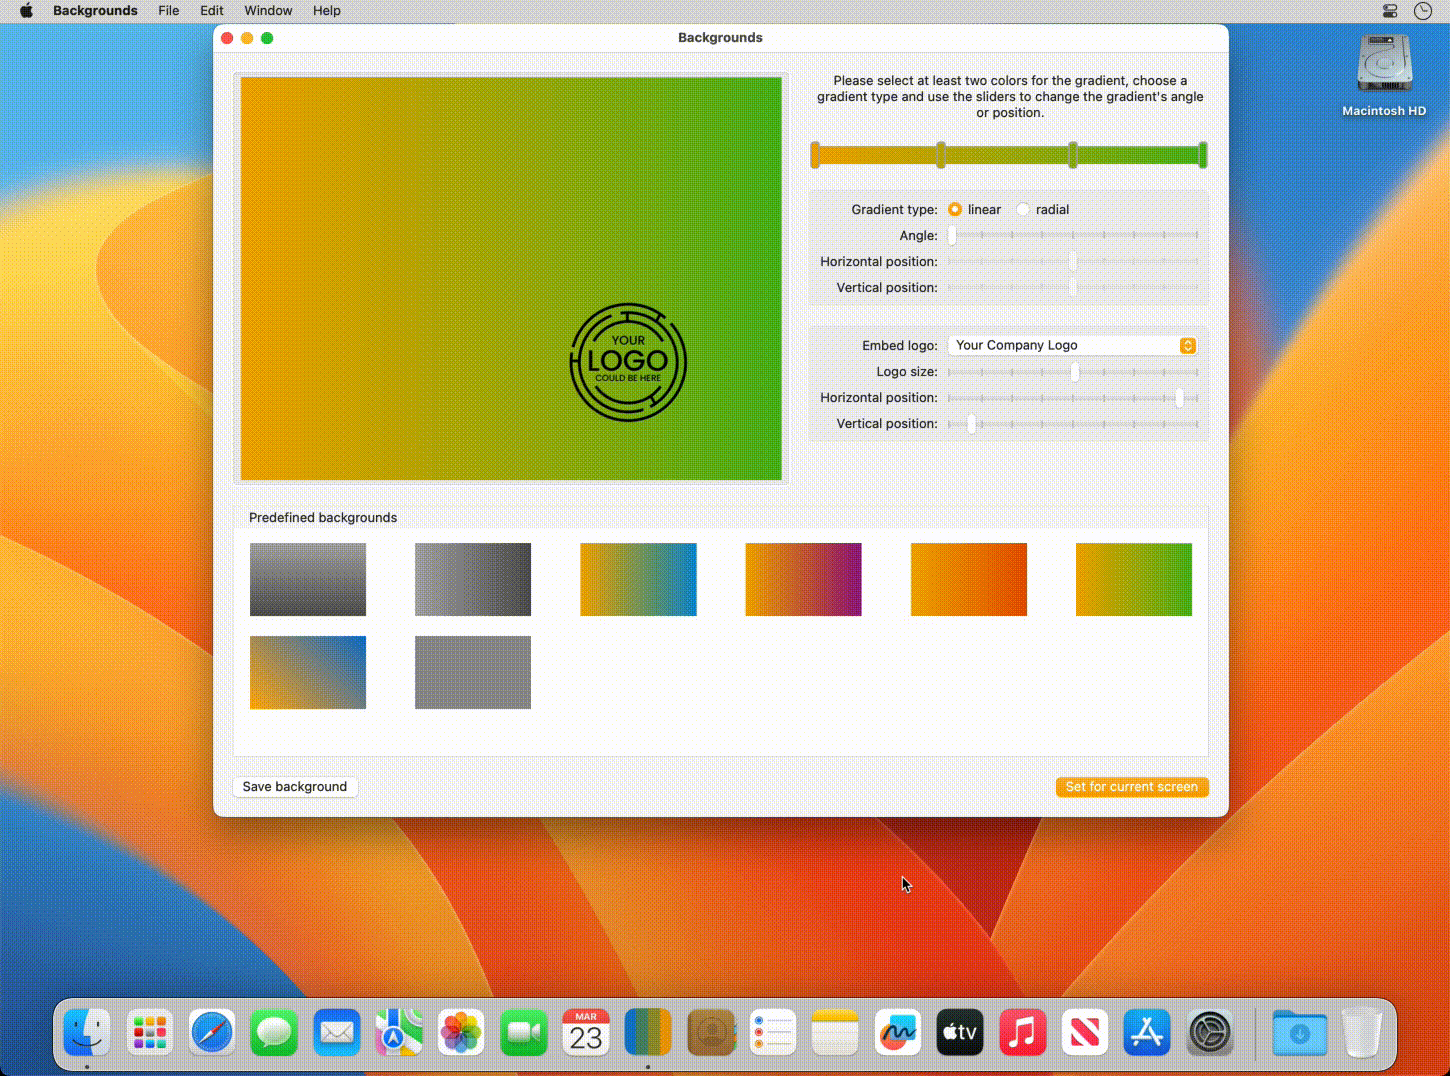 Backgrounds File Edit Window Help
Backgrounds
Macintosh HD
Please select at least two colors for the gradient, choose a
gradient type and use the sliders to change the gradient's angle
or position.
Gradient type: linear radial
Angle:
Horizontal position:
Vertical position:
YOUR
LOGO
COULD BE HERE
Embed logo: Your Company Logo
Logo size:
Horizontal position:
Vertical position:
Predefined backgrounds
Save background
Set for current screen
MAR
23
tv